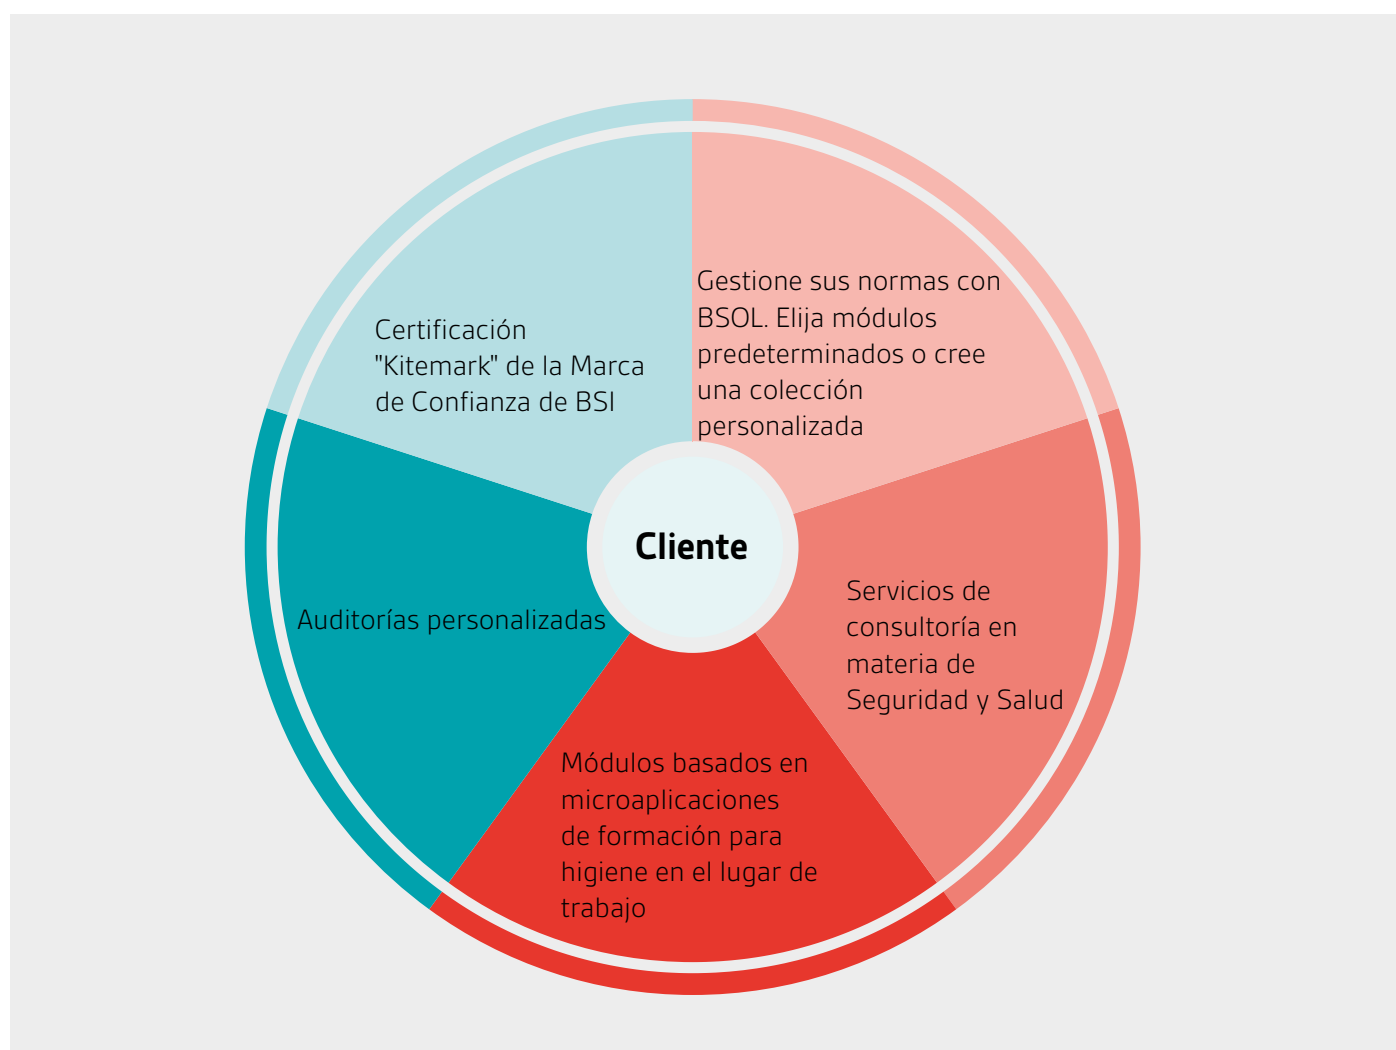 Certificación
"Kitemark" de la Marca
de Confianza de BSI
Gestione sus normas con
BSOL. Elija módulos
predeterminados o cree
una colección
personalizada
Cliente
Auditorías personalizadas
Servicios de
consultoría en
materia de
Seguridad y Salud
Módulos basados en
microaplicaciones
de formación para
higiene en el lugar de
trabajo